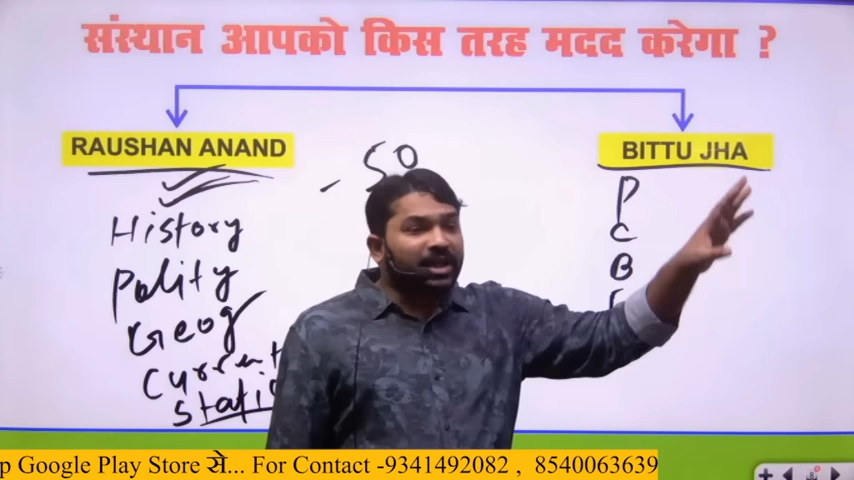 संस्थान आपको किस तरह मदद करेगा ?
RAUSHAN ANAND
BITTU JHA
- 50
History
Polity
Geog
Current
Static
P
C
B
p Google Play Store से... For Contact -9341492082 , 8540063639